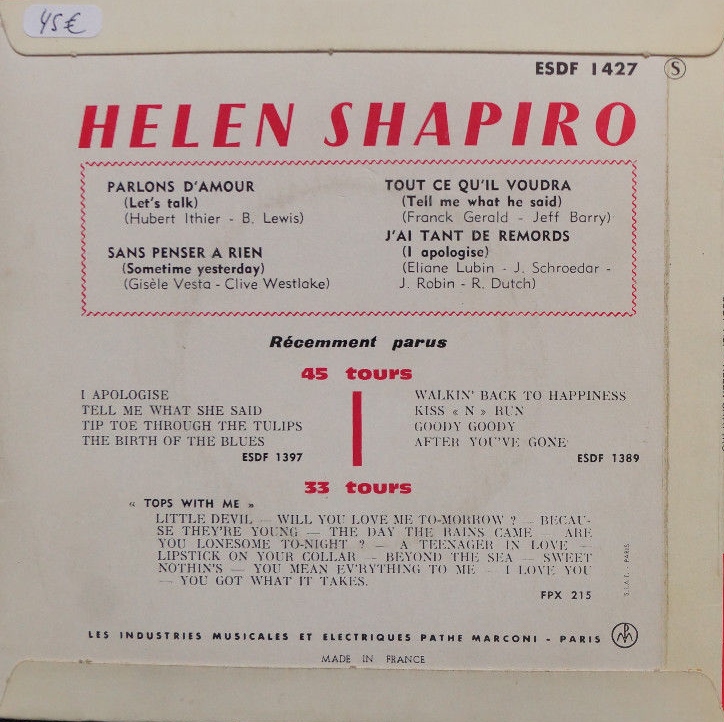 45€
ESDF 1427 S
HELEN SHAPIRO
PARLONS D'AMOUR
(Let's talk)
(Hubert Ithier - B. Lewis)
SANS PENSER A RIEN
(Sometime yesterday)
(Gisèle Vesta - Clive Westlake)
TOUT CE QU'IL VOUDRA
(Tell me what he said)
(Franck Gerald - Jeff Barry)
J'AI TANT DE REMORDS
(I apologise)
(Eliane Lubin - J. Schroedar -
J. Robin - R. Dutch)
Récemment parus
45 tours
I APOLOGISE
TELL ME WHAT SHE SAID
TIP TOE THROUGH THE TULIPS
THE BIRTH OF THE BLUES
ESDF 1397
WALKIN' BACK TO HAPPINESS
KISS « N » RUN
GOODY GOODY
AFTER YOU'VE GONE
ESDF 1389
33 tours
« TOPS WITH ME »
LITTLE DEVIL — WILL YOU LOVE ME TO-MORROW ? — BECAU-
SE THEY'RE YOUNG — THE DAY THE RAINS CAME — ARE
YOU LONESOME TO-NIGHT ? — A TEENAGER IN LOVE —
LIPSTICK ON YOUR COLLAR — BEYOND THE SEA — SWEET
NOTHIN'S — YOU MEAN EV'RYTHING TO ME — I LOVE YOU
— YOU GOT WHAT IT TAKES.
FPX 215
LES INDUSTRIES MUSICALES ET ELECTRIQUES PATHE MARCONI - PARIS
MADE IN FRANCE